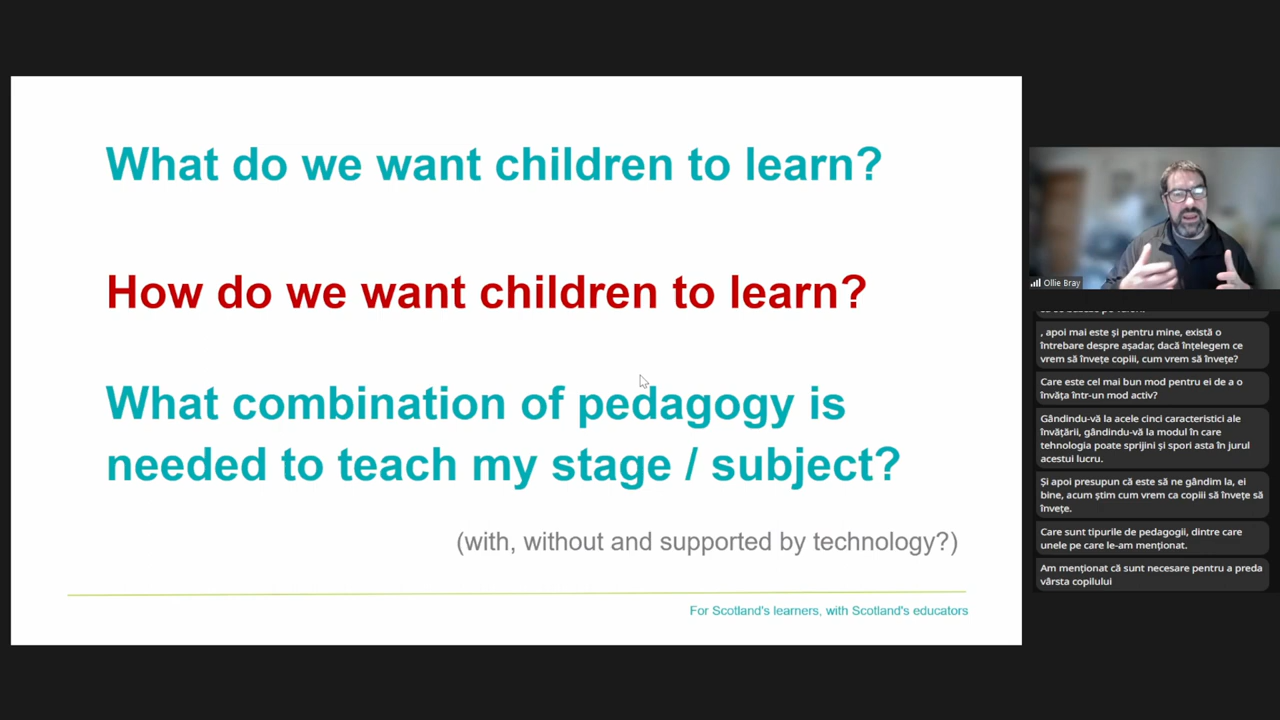 What do we want children to learn?
How do we want children to learn?
What combination of pedagogy is
needed to teach my stage / subject?
(with, without and supported by technology?)
For Scotland's learners, with Scotland's educators
Ollie Bray
, apoi mai este și pentru mine, există o
întrebare despre așadar, dacă înțelegem ce
vrem să învețe copiii, cum vrem să învețe?
Care este cel mai bun mod pentru ei de a o
învăța într-un mod activ?
Gândindu-vă la acele cinci caracteristici ale
învățării, gândindu-vă la modul în care
tehnologia poate sprijini și spori asta în jurul
acestui lucru.
Și apoi presupun că este să ne gândim la, ei
bine, acum știm cum vrem ca copiii să învețe să
învețe.
Care sunt tipurile de pedagogii, dintre care
unele pe care le-am menționat.
Am menționat că sunt necesare pentru a preda
vârsta copilului